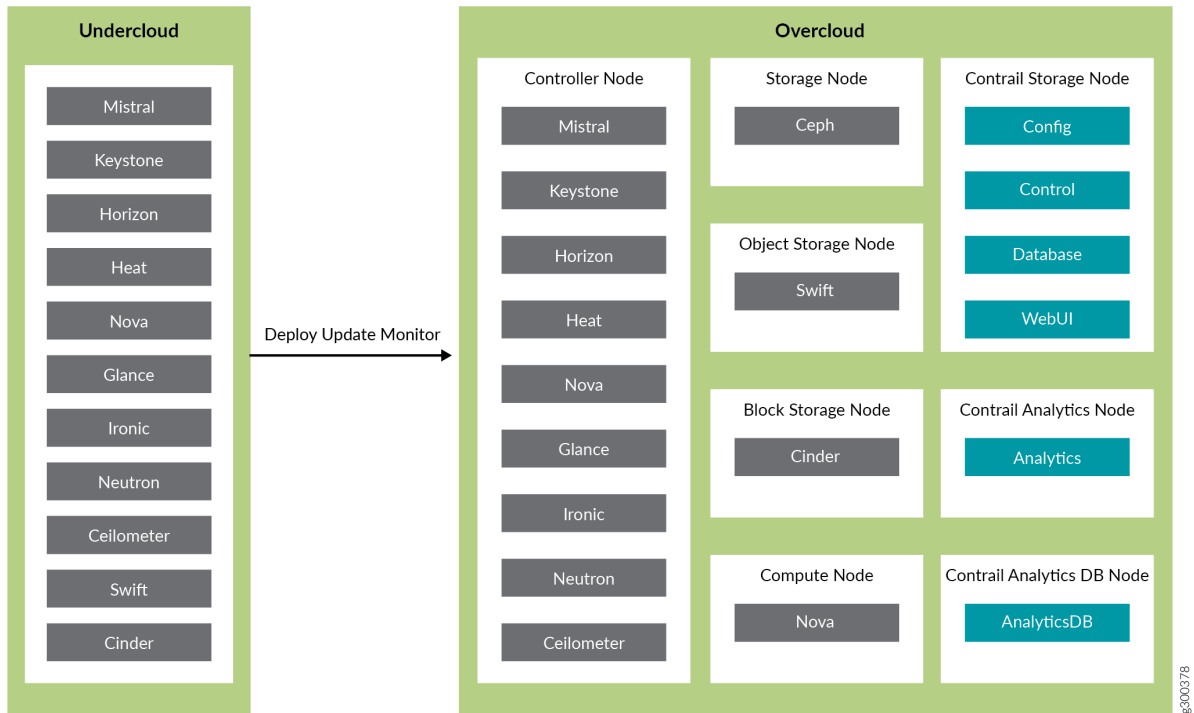 Undercloud
Mistral
Keystone
Horizon
Heat
Nova
Glance
Ironic
Neutron
Ceilometer
Swift
Cinder
Deploy Update Monitor
Overcloud
Controller Node
Mistral
Keystone
Horizon
Heat
Nova
Glance
Ironic
Neutron
Ceilometer
Storage Node
Ceph
Object Storage Node
Swift
Block Storage Node
Cinder
Compute Node
Nova
Contrail Storage Node
Config
Control
Database
WebUI
Contrail Analytics Node
Analytics
Contrail Analytics DB Node
AnalyticsDB
g300378